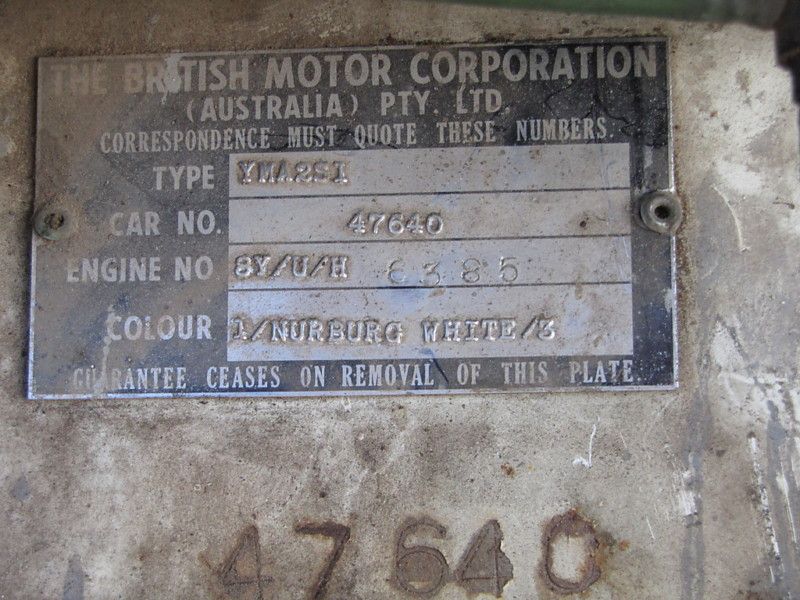 THE BRITISH MOTOR CORPORATION
(AUSTRALIA) PTY. LTD.
CORRESPONDENCE MUST QUOTE THESE NUMBERS.
TYPE YMA2S1
CAR NO. 47640
ENGINE NO 8Y/U/H 6385
COLOUR 1/NURBURG WHITE/3
GUARANTEE CEASES ON REMOVAL OF THIS PLATE.
47640